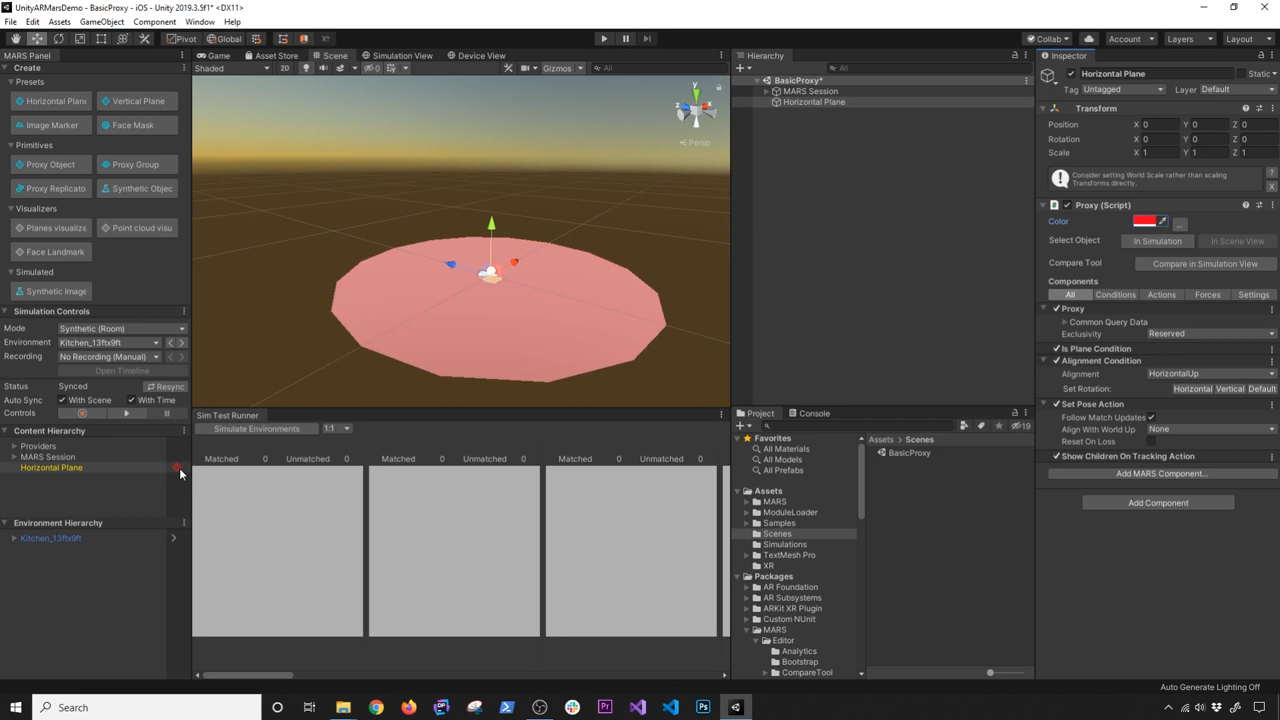 UnityARMarsDemo - BasicProxy - iOS - Unity 2019.3.5f1* <DX11>
File Edit Assets GameObject Component Window Help
Pivot Global Collab Account Layers Layout
MARS Panel
Create
Presets
Horizontal Plane Vertical Plane
Image Marker Face Mask
Primitives
Proxy Object Proxy Group
Proxy Replicato Synthetic Objec
Visualizers
Planes visualize Point cloud visu
Face Landmark
Simulated
Synthetic Image
Simulation Controls
Mode Synthetic (Room)
Environment Kitchen_13ftx9ft
Recording No Recording (Manual)
Open Timeline
Status Synced Resync
Auto Sync With Scene With Time
Controls
Content Hierarchy
Providers
MARS Session
Horizontal Plane
Environment Hierarchy
Kitchen_13ftx9ft
Game Asset Store Scene Simulation View Device View
Shaded 2D 0 Gizmos All
y
z x
Persp
Sim Test Runner
Simulate Environments 1:1
Matched 0 Unmatched 0 Matched 0 Unmatched 0 Matched 0 Unmatched 0
Hierarchy
All
BasicProxy*
MARS Session
Horizontal Plane
Project Console
19
Favorites
All Materials
All Models
All Prefabs
Assets
MARS
ModuleLoader
Samples
Scenes
Simulations
TextMesh Pro
XR
Packages
AR Foundation
AR Subsystems
ARKit XR Plugin
Custom NUnit
MARS
Editor
Analytics
Bootstrap
CompareTool
Assets > Scenes
BasicProxy
Inspector
Horizontal Plane Static
Tag Untagged Layer Default
Transform
Position X 0 Y 0 Z 0
Rotation X 0 Y 0 Z 0
Scale X 1 Y 1 Z 1
Consider setting World Scale rather than scaling
Transforms directly.
? X
Proxy (Script)
Color ...
Select Object In Simulation In Scene View
Compare Tool Compare in Simulation View
Components
All Conditions Actions Forces Settings
Proxy
Common Query Data
Exclusivity Reserved
Is Plane Condition
Alignment Condition
Alignment HorizontalUp
Set Rotation: Horizontal Vertical Default
Set Pose Action
Follow Match Updates
Align With World Up None
Reset On Loss
Show Children On Tracking Action
Add MARS Component...
Add Component
Auto Generate Lighting Off
Search